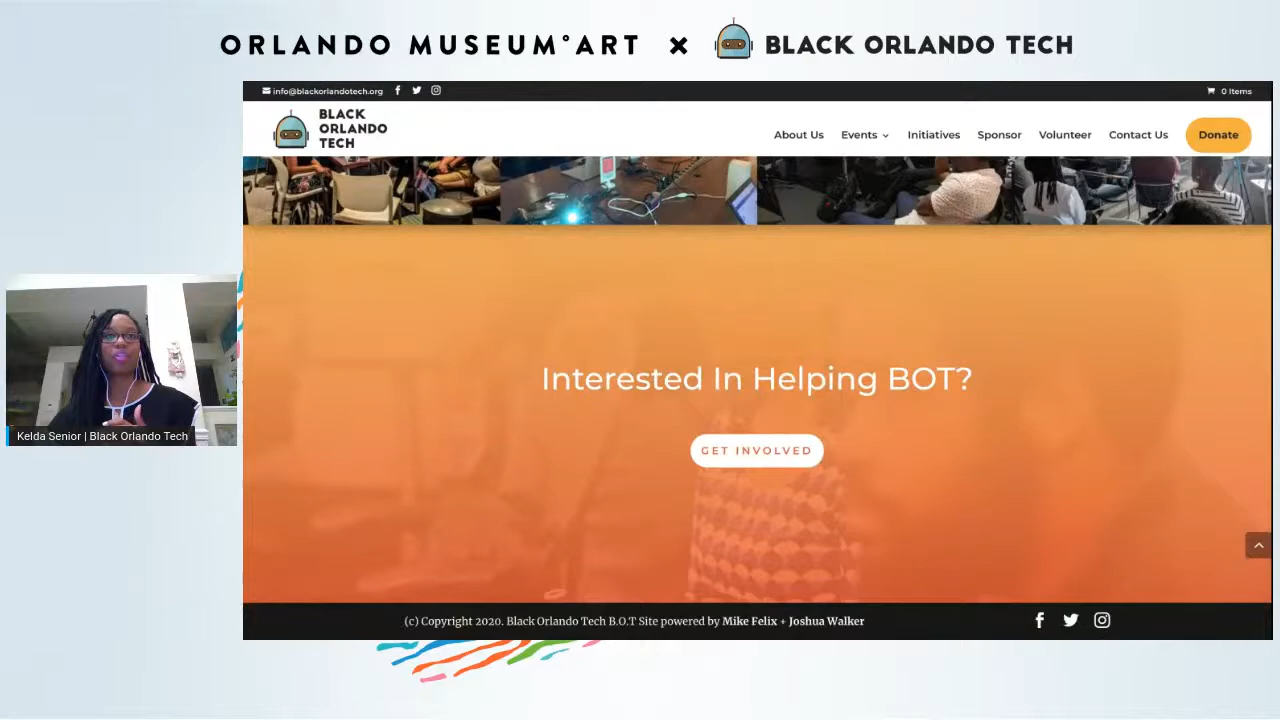 ORLANDO MUSEUM°ART × BLACK ORLANDO TECH
info@blackorlandotech.org
0 Items
BLACK
ORLANDO
TECH
About Us Events Initiatives Sponsor Volunteer Contact Us Donate
Interested In Helping BOT?
GET INVOLVED
Kelda Senior | Black Orlando Tech
(c) Copyright 2020. Black Orlando Tech B.O.T Site powered by Mike Felix + Joshua Walker